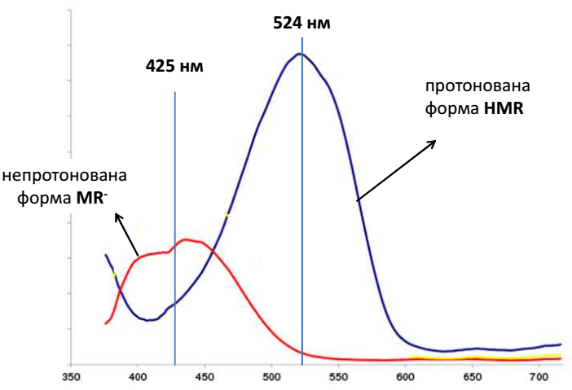 524 нм
425 нм
протонована
форма HMR
непротонована
форма MR⁻
350 400 450 500 550 600 650 700